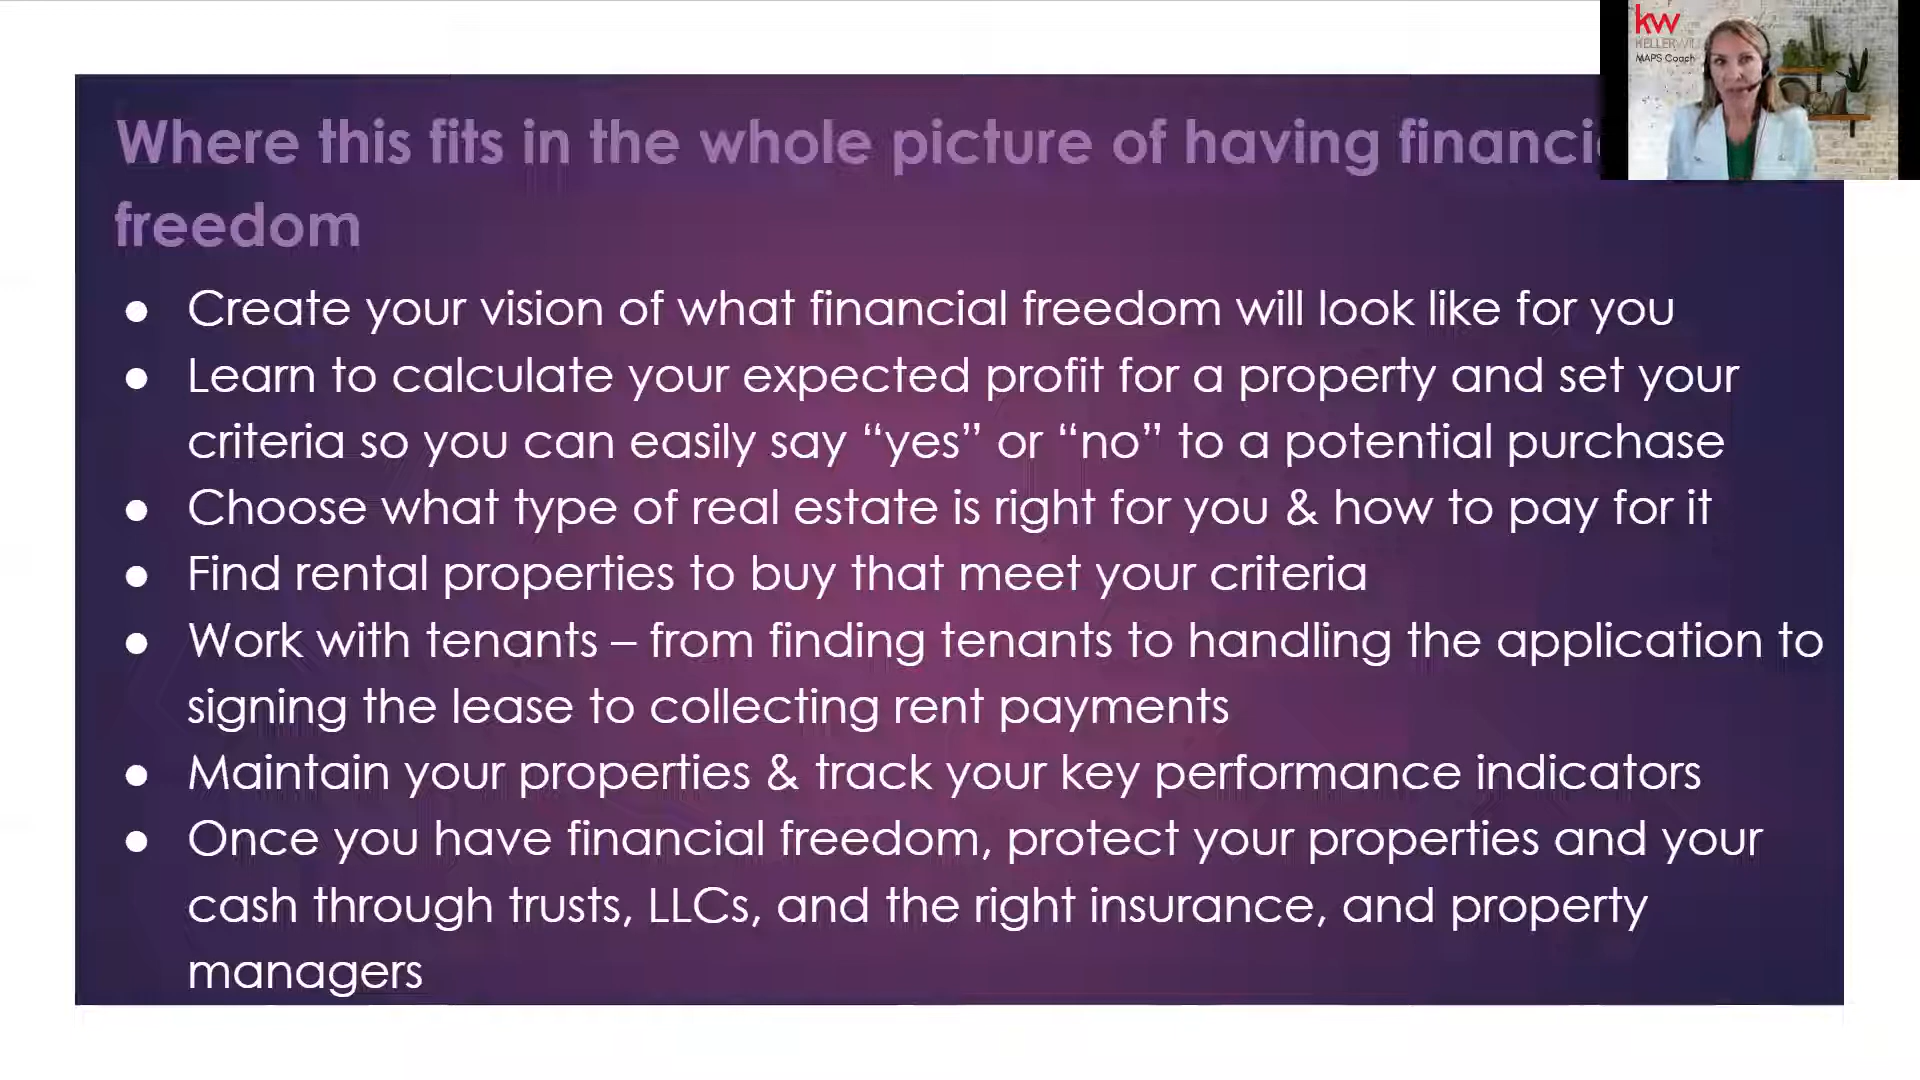 kw
KELLERWI
MAPS Coach
Where this fits in the whole picture of having
freedom
● Create your vision of what financial freedom will look like for you
● Learn to calculate your expected profit for a property and set your
criteria so you can easily say “yes” or “no” to a potential purchase
● Choose what type of real estate is right for you & how to pay for it
● Find rental properties to buy that meet your criteria
● Work with tenants – from finding tenants to handling the application to
signing the lease to collecting rent payments
● Maintain your properties & track your key performance indicators
● Once you have financial freedom, protect your properties and your
cash through trusts, LLCs, and the right insurance, and property
managers